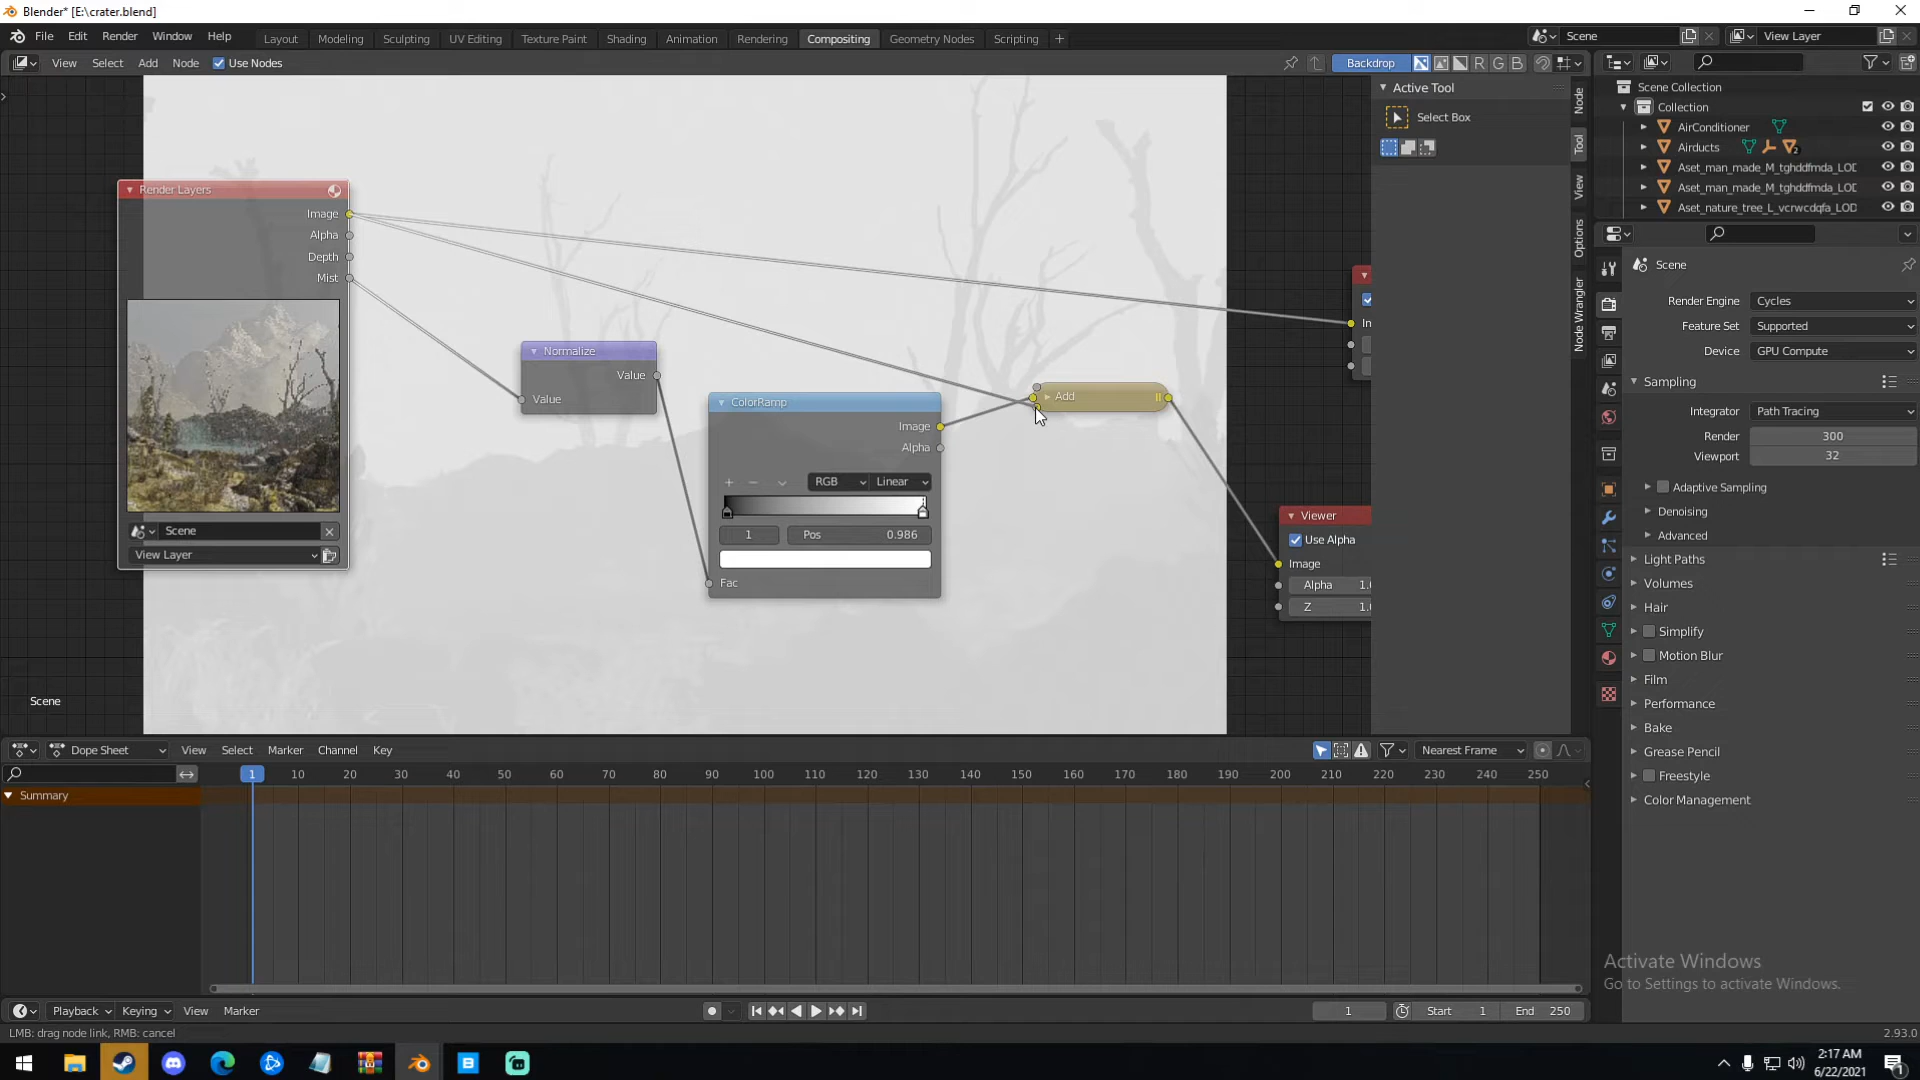 Blender* [E:\crater.blend]
File Edit Render Window Help
Layout Modeling Sculpting UV Editing Texture Paint Shading Animation Rendering Compositing Geometry Nodes Scripting +
Scene
View Layer
View Select Add Node Use Nodes
Backdrop R G B
Active Tool
Select Box
Node
Tool
View
Options
Node Wrangler
Scene Collection
Collection
AirConditioner
Airducts
2
Aset_man_made_M_tghddfmda_LOD
Aset_man_made_M_tghddfmda_LOD
Aset_nature_tree_L_vcrwcdqfa_LOD
Render Layers
Image
Alpha
Depth
Mist
Scene
View Layer
Normalize
Value
Value
ColorRamp
Image
Alpha
RGB Linear
1 Pos 0.986
Fac
Add
In
Viewer
Use Alpha
Image
Alpha 1.
Z 1.
Scene
Scene
Render Engine Cycles
Feature Set Supported
Device GPU Compute
Sampling
Integrator Path Tracing
Render 300
Viewport 32
Adaptive Sampling
Denoising
Advanced
Light Paths
Volumes
Hair
Simplify
Motion Blur
Film
Performance
Bake
Grease Pencil
Freestyle
Color Management
Dope Sheet View Select Marker Channel Key
Nearest Frame
1 10 20 30 40 50 60 70 80 90 100 110 120 130 140 150 160 170 180 190 200 210 220 230 240 250
Summary
Activate Windows
Go to Settings to activate Windows.
Playback Keying View Marker
1 Start 1 End 250
LMB: drag node link, RMB: cancel
2.93.0
2:17 AM
6/22/2021
1